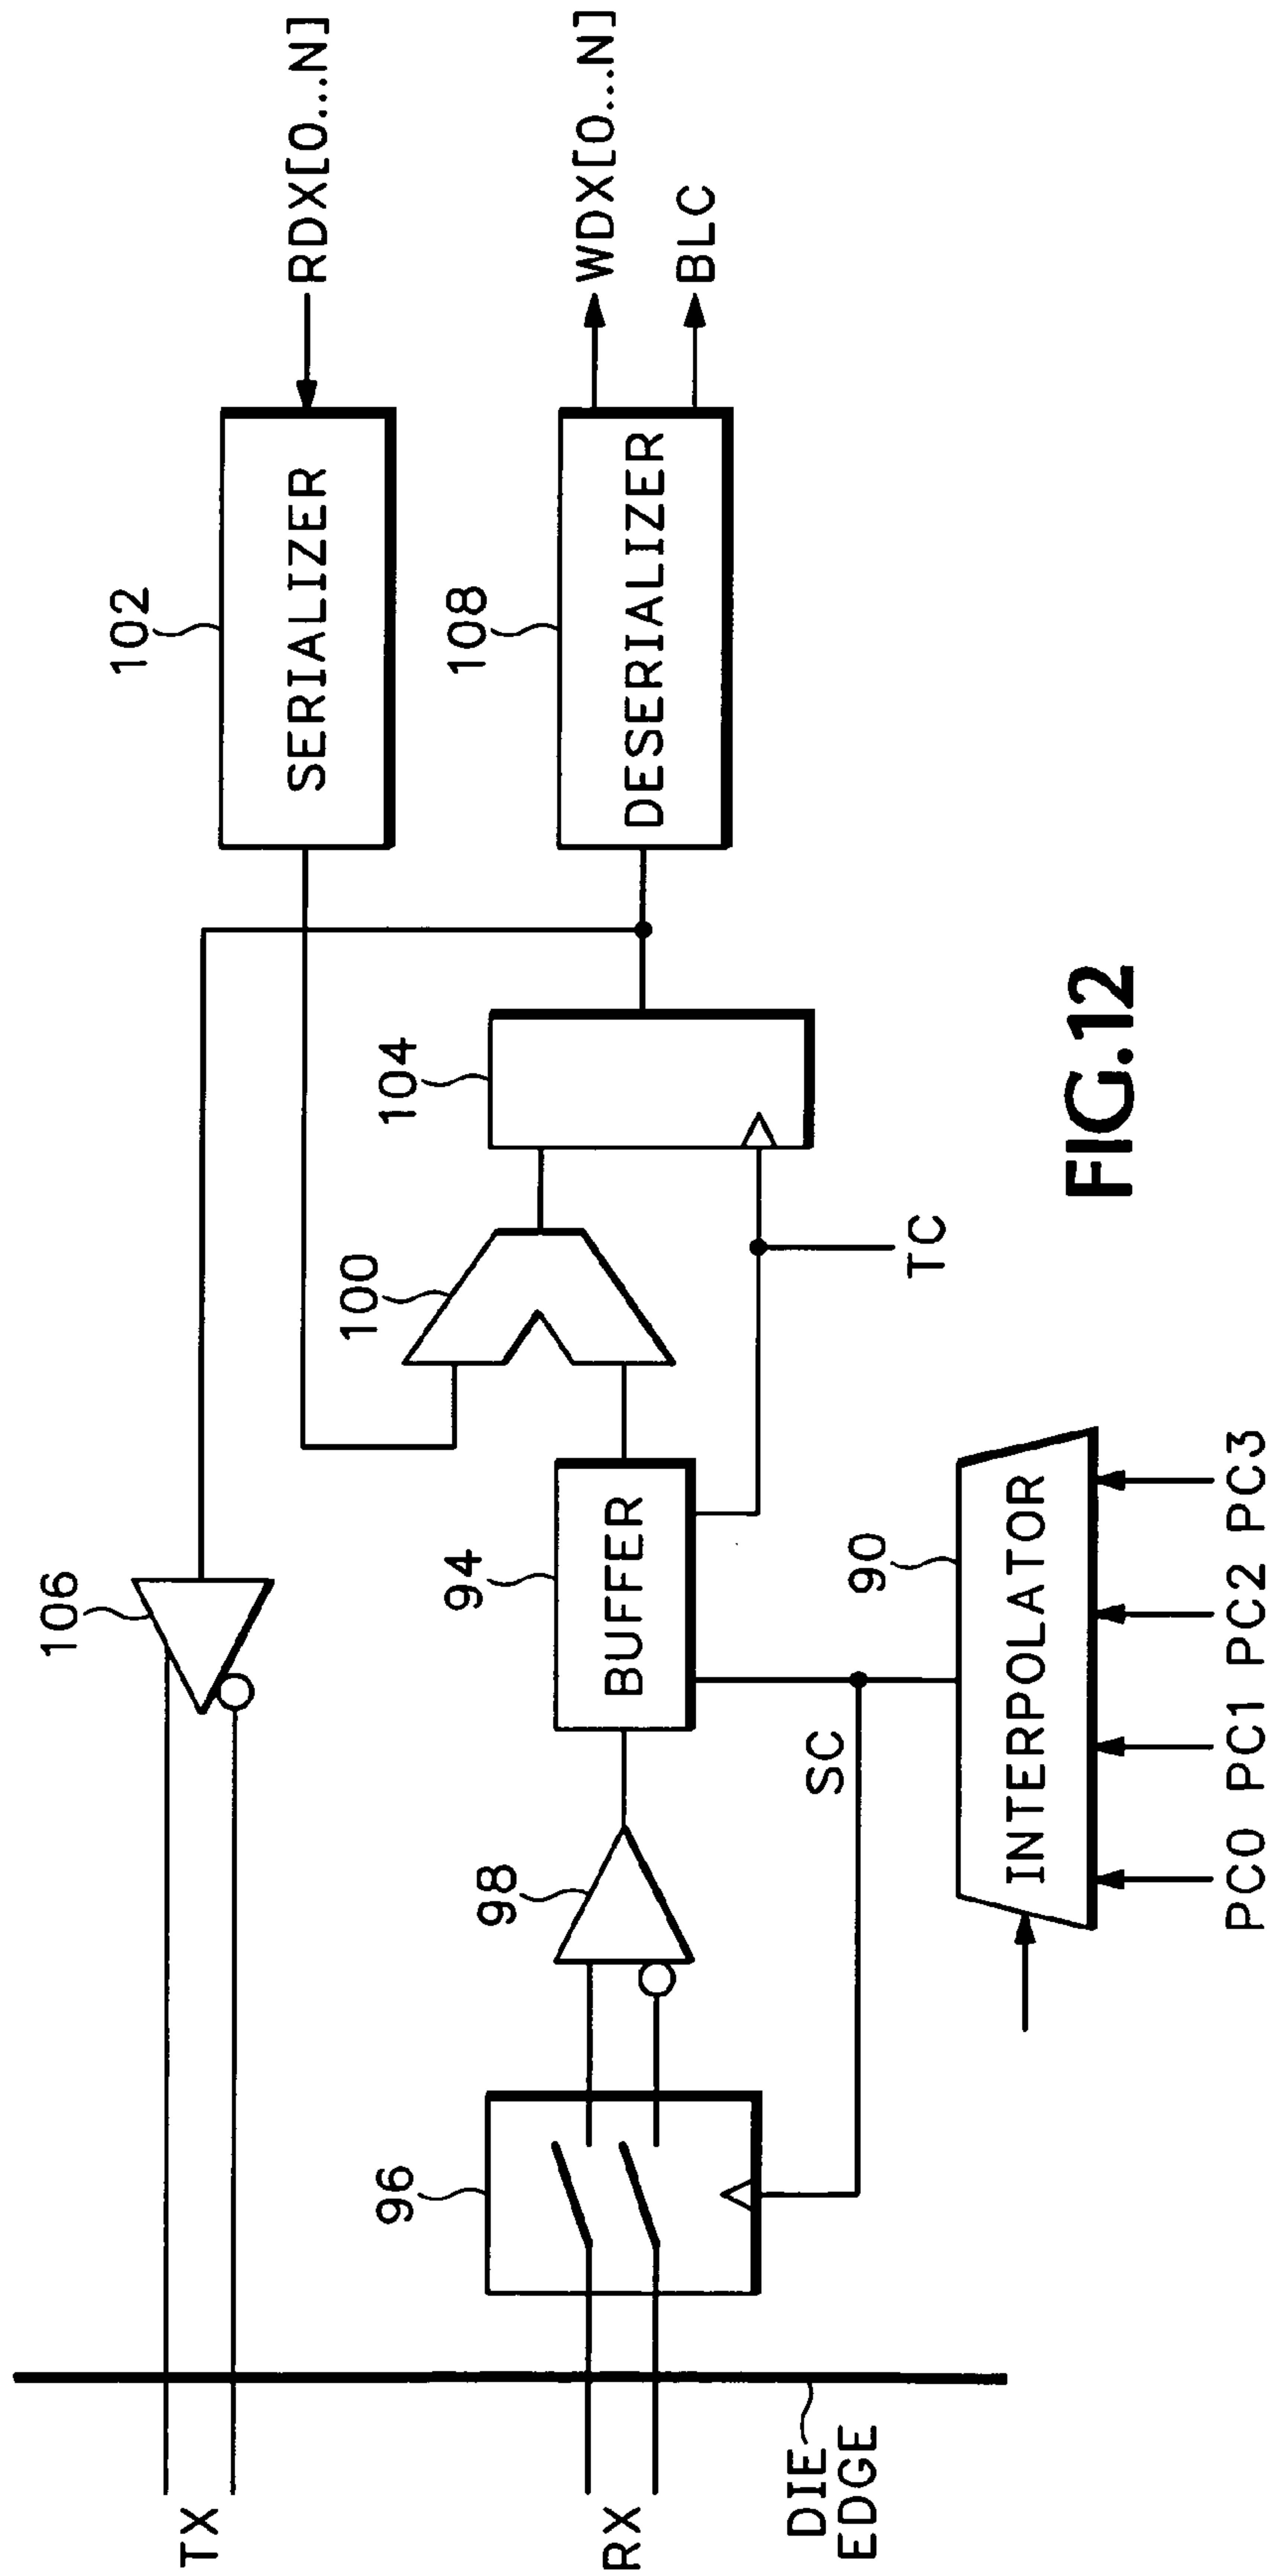 106
102
TX
RDX[0...N]
SERIALIZER
98
94
100
104
108
96
RX
BUFFER
DESERIALIZER
WDX[0...N]
BLC
SC
90
TC
DIE
EDGE
INTERPOLATOR
PC0 PC1 PC2 PC3
FIG.12